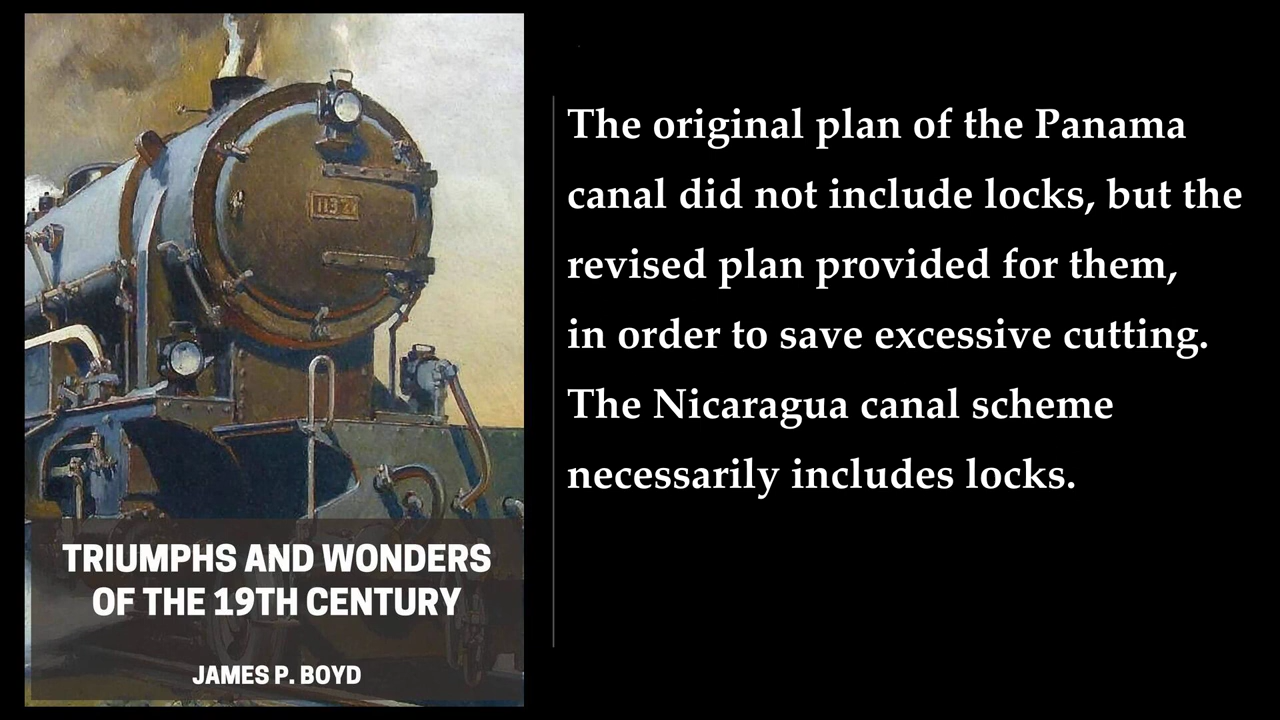 TRIUMPHS AND WONDERS
OF THE 19TH CENTURY
JAMES P. BOYD
The original plan of the Panama
canal did not include locks, but the
revised plan provided for them,
in order to save excessive cutting.
The Nicaragua canal scheme
necessarily includes locks.